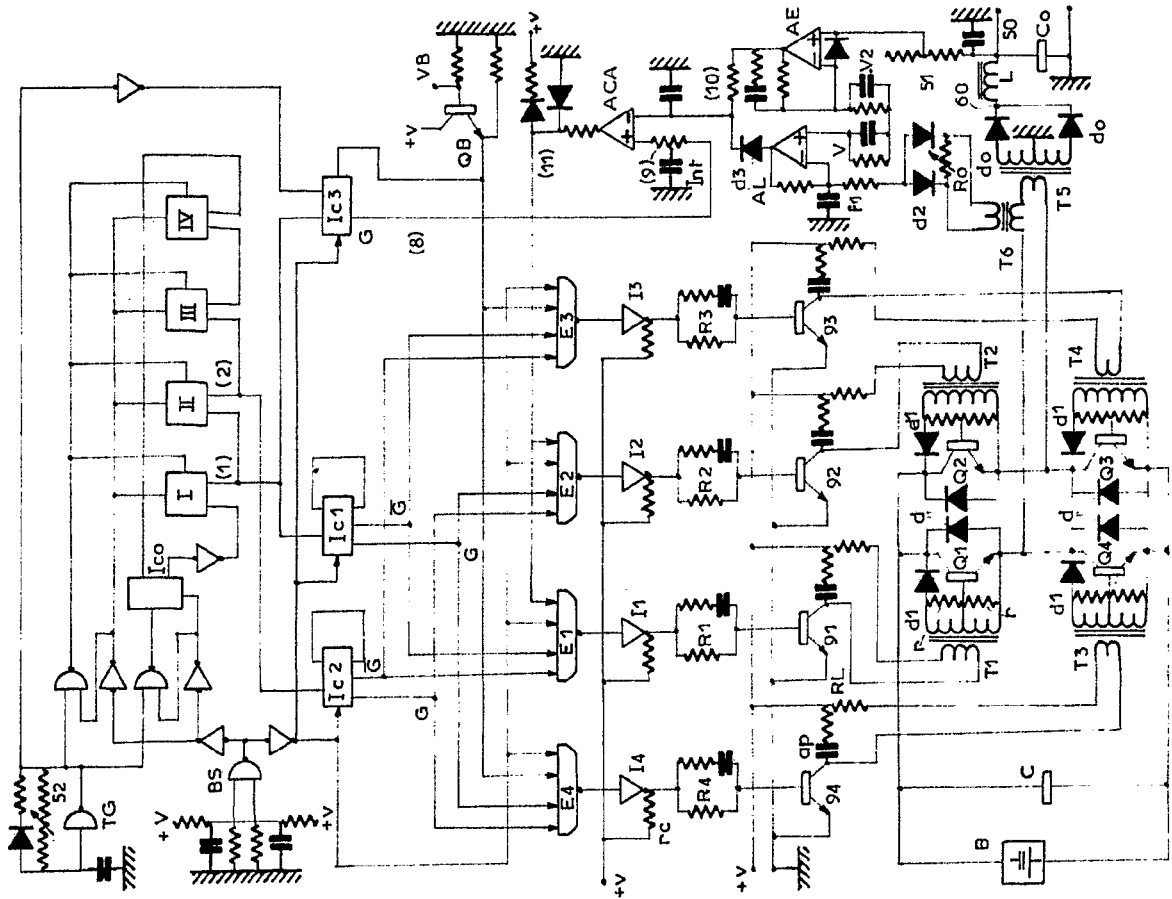 52
TG
+V
BS
+V
Ico
I
II
III
IV
(1)
(2)
Ic2
Ic1
Ic3
G
G
G
G
G
(8)
VB
+V
QB
+V
(11)
ACA
(9)
Int
(10)
E4
E1
E2
E3
I4
I1
I2
I3
rc
+V
R4
R1
R2
R3
+V
94
91
92
93
ap
RL
AE
AL
d3
V2
V
r1
51
50
Co
d2
Ro
60
L
do
do
T6
T5
T1
T2
T3
T4
r
r
d1
d1
d1
d1
d
d
Q1
Q2
Q4
Q3
B
C